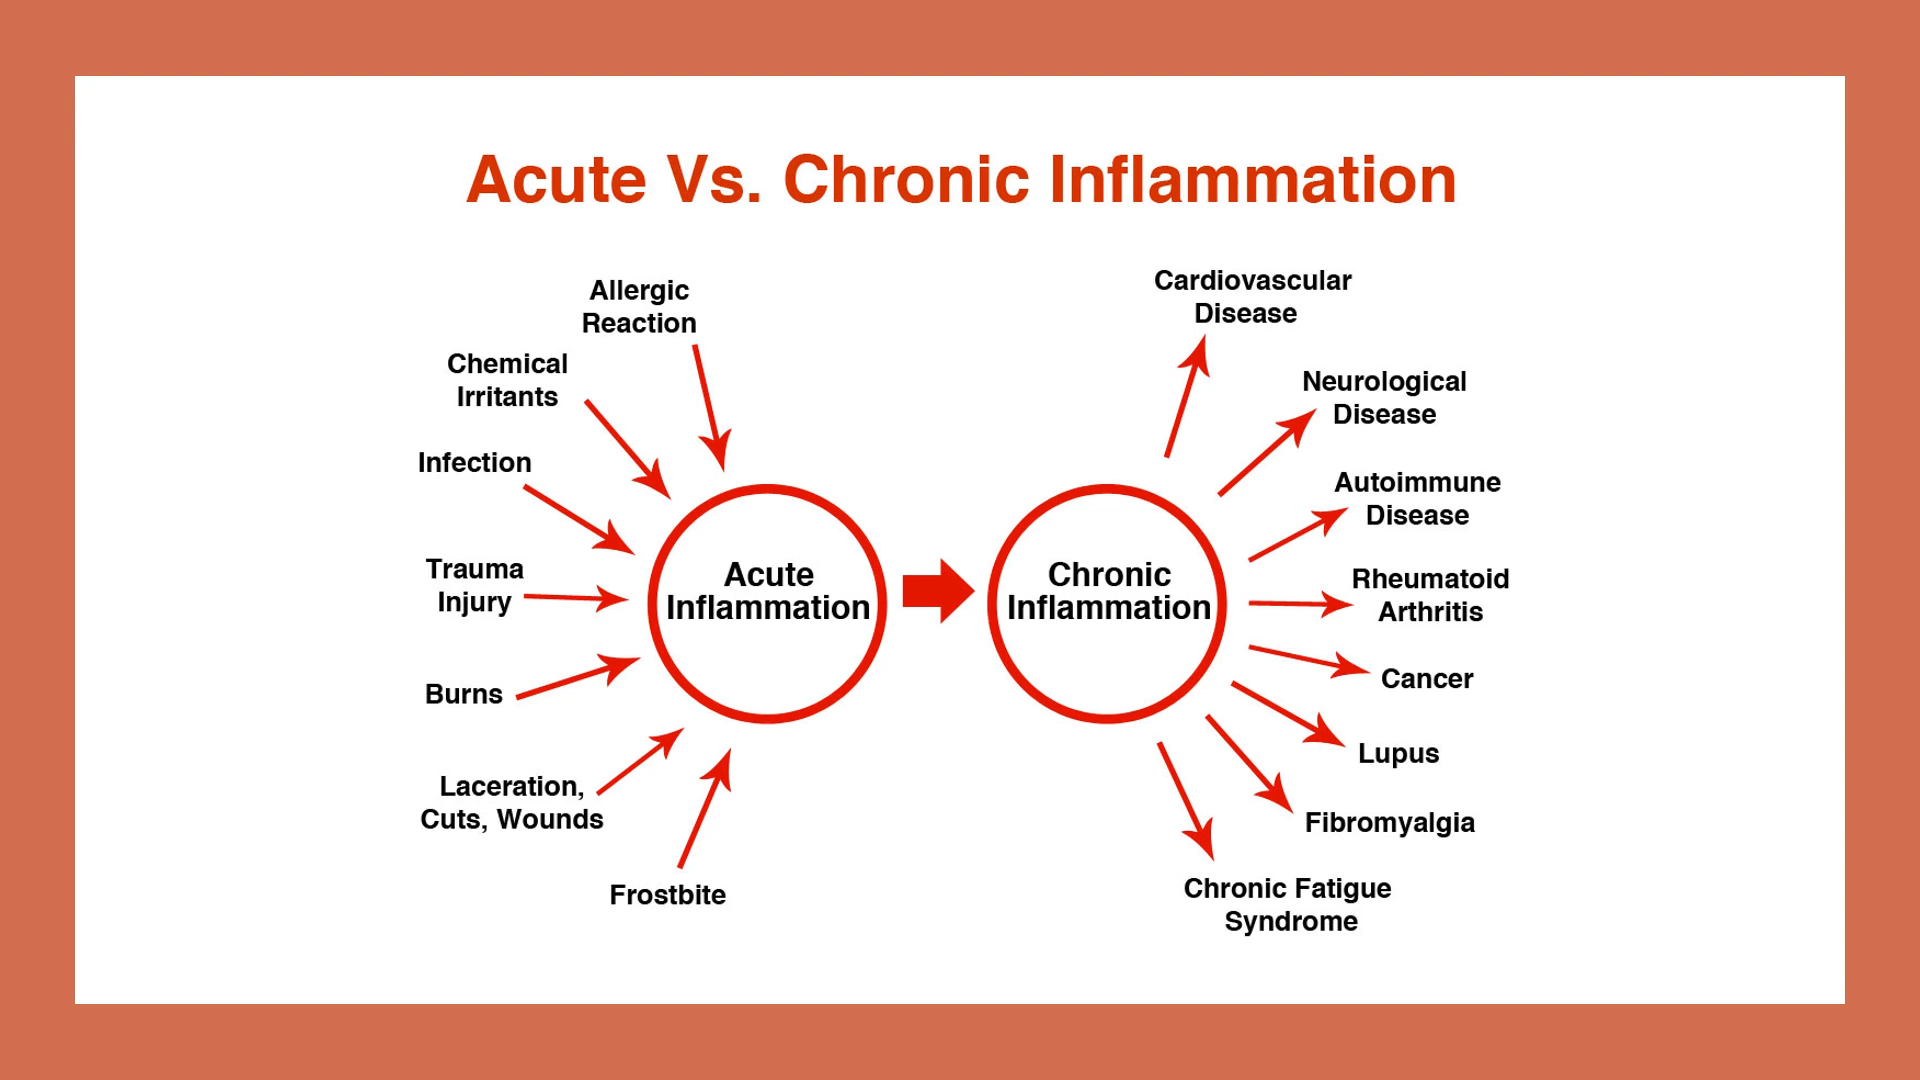 Acute Vs. Chronic Inflammation
Allergic
Reaction
Chemical
Irritants
Infection
Trauma
Injury
Burns
Laceration,
Cuts, Wounds
Frostbite
Acute
Inflammation
Chronic
Inflammation
Cardiovascular
Disease
Neurological
Disease
Autoimmune
Disease
Rheumatoid
Arthritis
Cancer
Lupus
Fibromyalgia
Chronic Fatigue
Syndrome